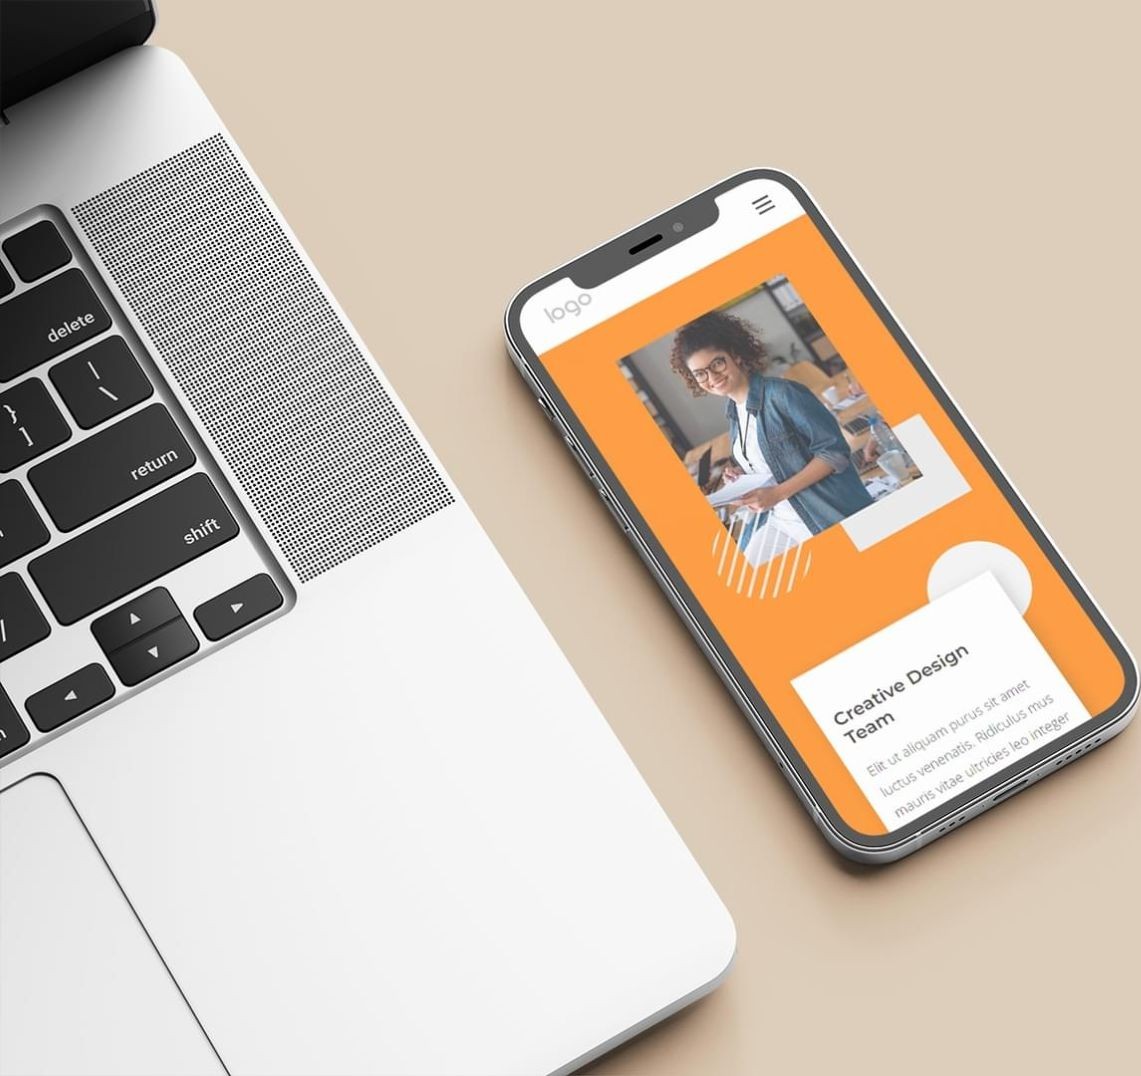 delete
}
]
|
\
return
shift
/
logo
Creative Design
Team
Elit ut aliquam purus sit amet
luctus venenatis. Ridiculus mus
mauris vitae ultricies leo integer